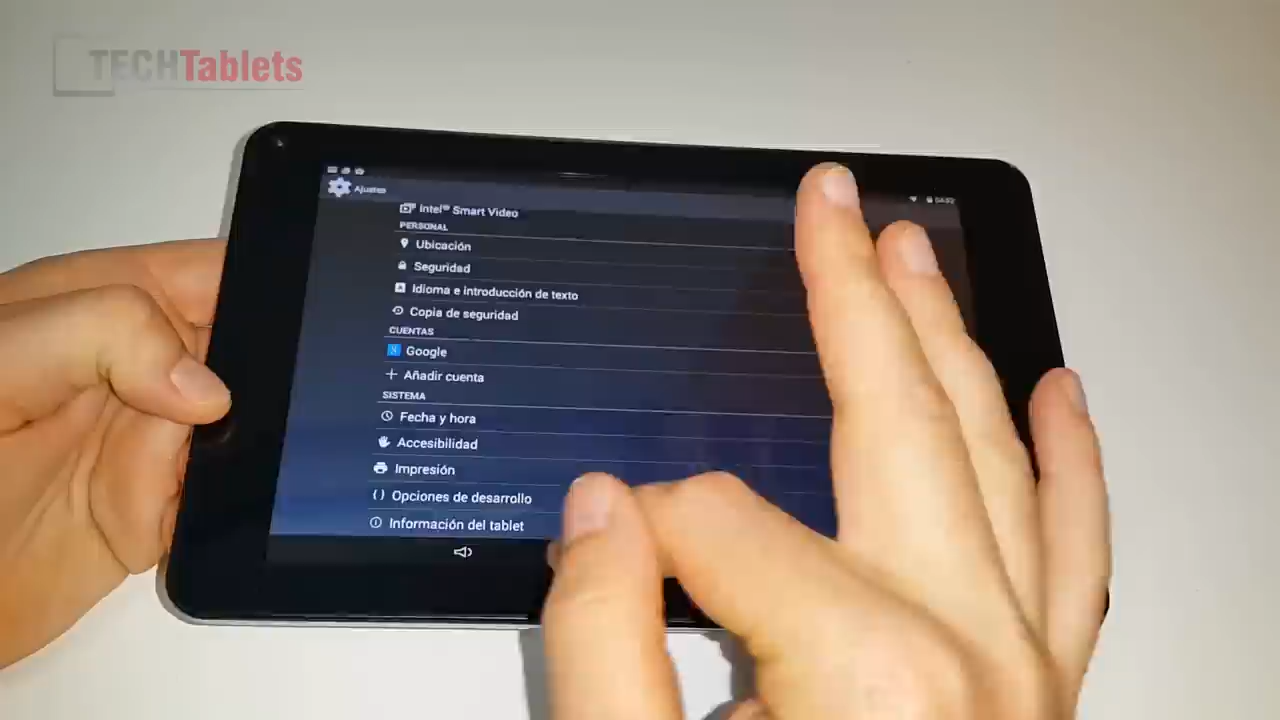 TECHTablets
Ajustes
Intel® Smart Video
PERSONAL
Ubicación
Seguridad
Idioma e introducción de texto
Copia de seguridad
CUENTAS
Google
Añadir cuenta
SISTEMA
Fecha y hora
Accesibilidad
Impresión
Opciones de desarrollo
Información del tablet